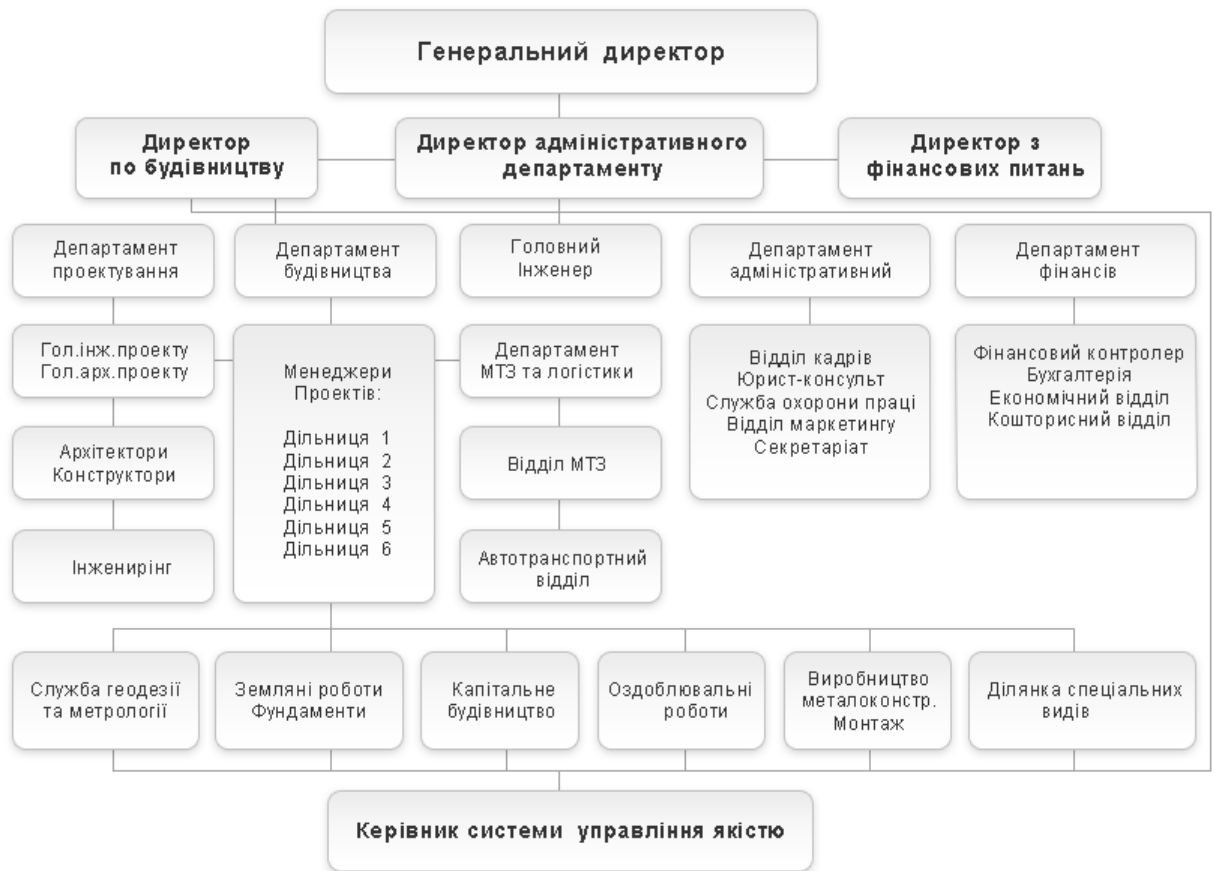 Генеральний директор
Директор
по будівництву
Директор адміністративного
департаменту
Директор з
фінансових питань
Департамент
проектування
Департамент
будівництва
Головний
Інженер
Департамент
адміністративний
Департамент
фінансів
Гол.інж.проекту
Гол.арх.проекту
Менеджери
Проектів:
Дільниця 1
Дільниця 2
Дільниця 3
Дільниця 4
Дільниця 5
Дільниця 6
Департамент
МТЗ та логістики
Відділ кадрів
Юрист-консульт
Служба охорони праці
Відділ маркетингу
Секретаріат
Фінансовий контролер
Бухгалтерія
Економічний відділ
Кошторисний відділ
Архітектори
Конструктори
Відділ МТЗ
Інженирінг
Автотранспортний
відділ
Служба геодезії
та метрології
Земляні роботи
Фундаменти
Капітальне
будівництво
Оздоблювальні
роботи
Виробництво
металоконстр.
Монтаж
Ділянка спеціальних
видів
Керівник системи управління якістю